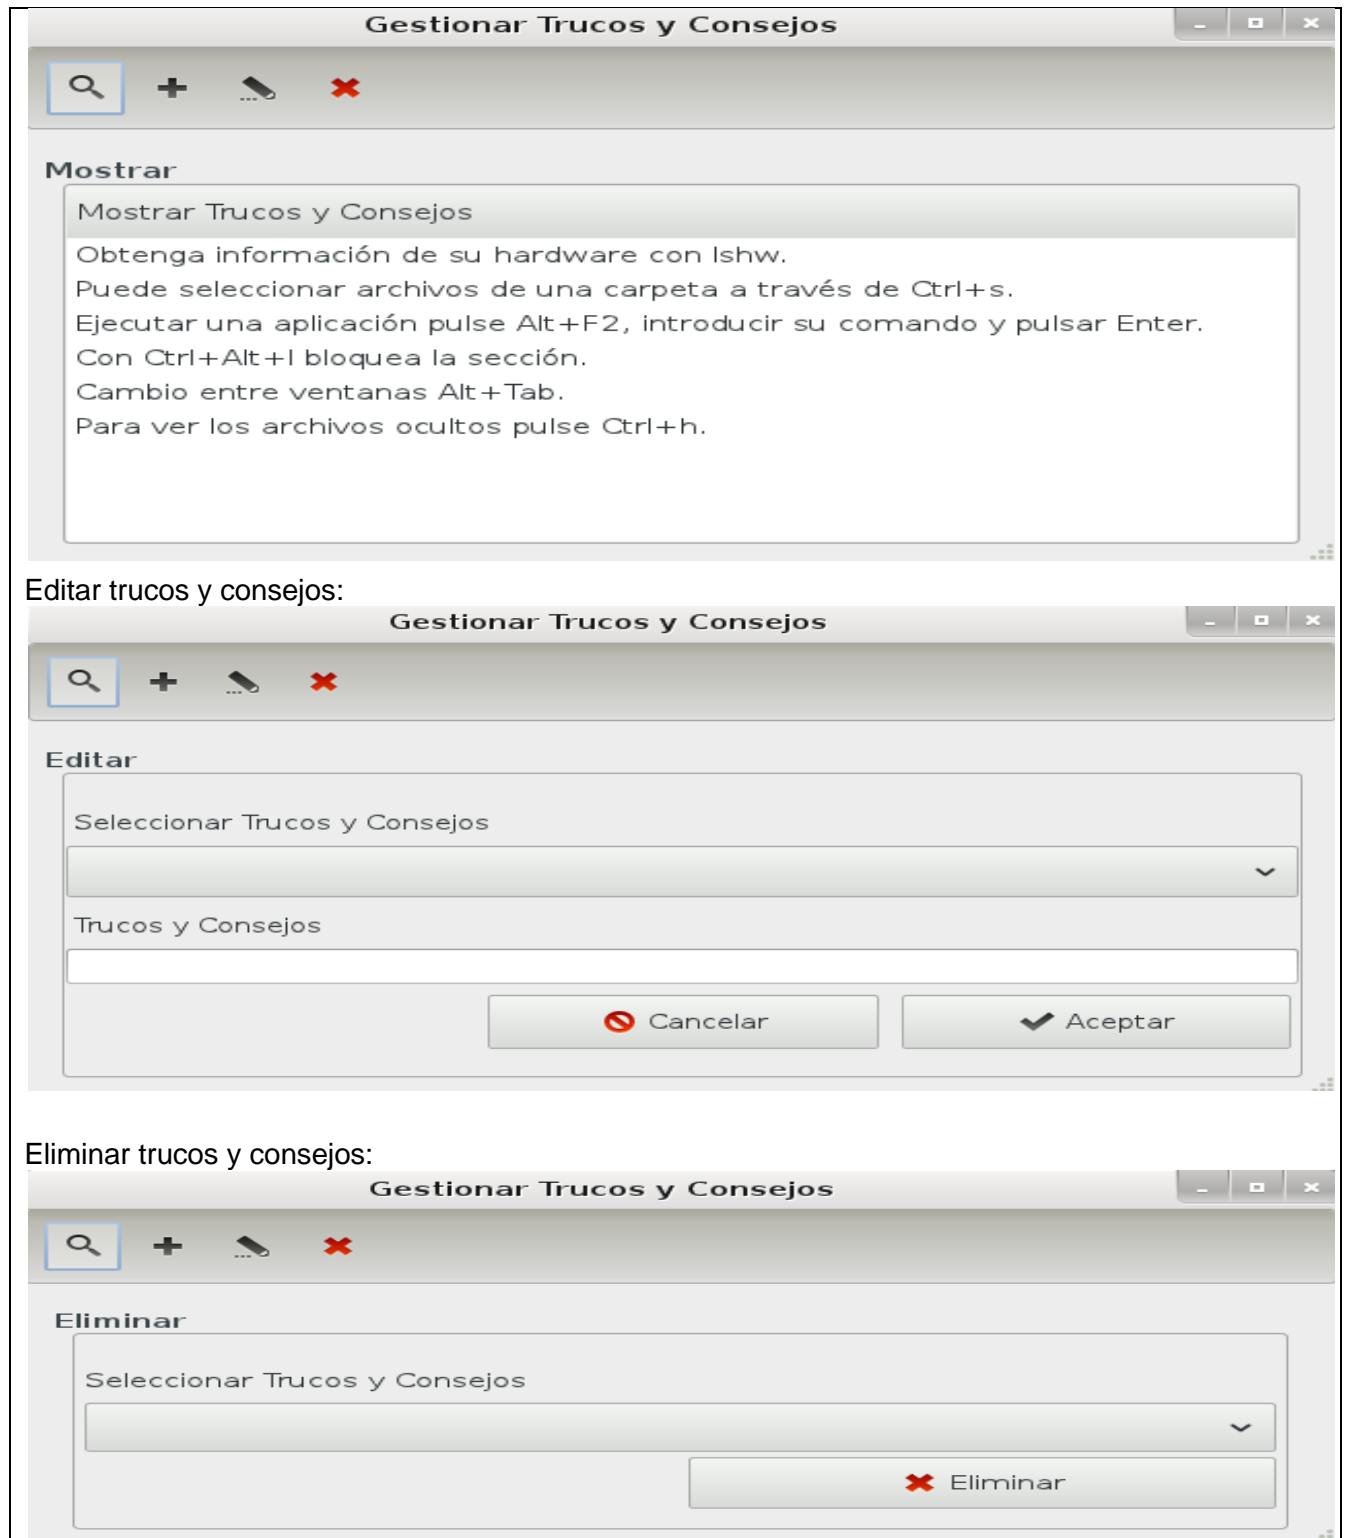 Gestionar Trucos y Consejos
Mostrar
Mostrar Trucos y Consejos
Obtenga información de su hardware con lshw.
Puede seleccionar archivos de una carpeta a través de Ctrl+s.
Ejecutar una aplicación pulse Alt+F2, introducir su comando y pulsar Enter.
Con Ctrl+Alt+l bloquea la sección.
Cambio entre ventanas Alt+Tab.
Para ver los archivos ocultos pulse Ctrl+h.
Editar trucos y consejos:
Gestionar Trucos y Consejos
Editar
Seleccionar Trucos y Consejos
Trucos y Consejos
Cancelar Aceptar
Eliminar trucos y consejos:
Gestionar Trucos y Consejos
Eliminar
Seleccionar Trucos y Consejos
Eliminar